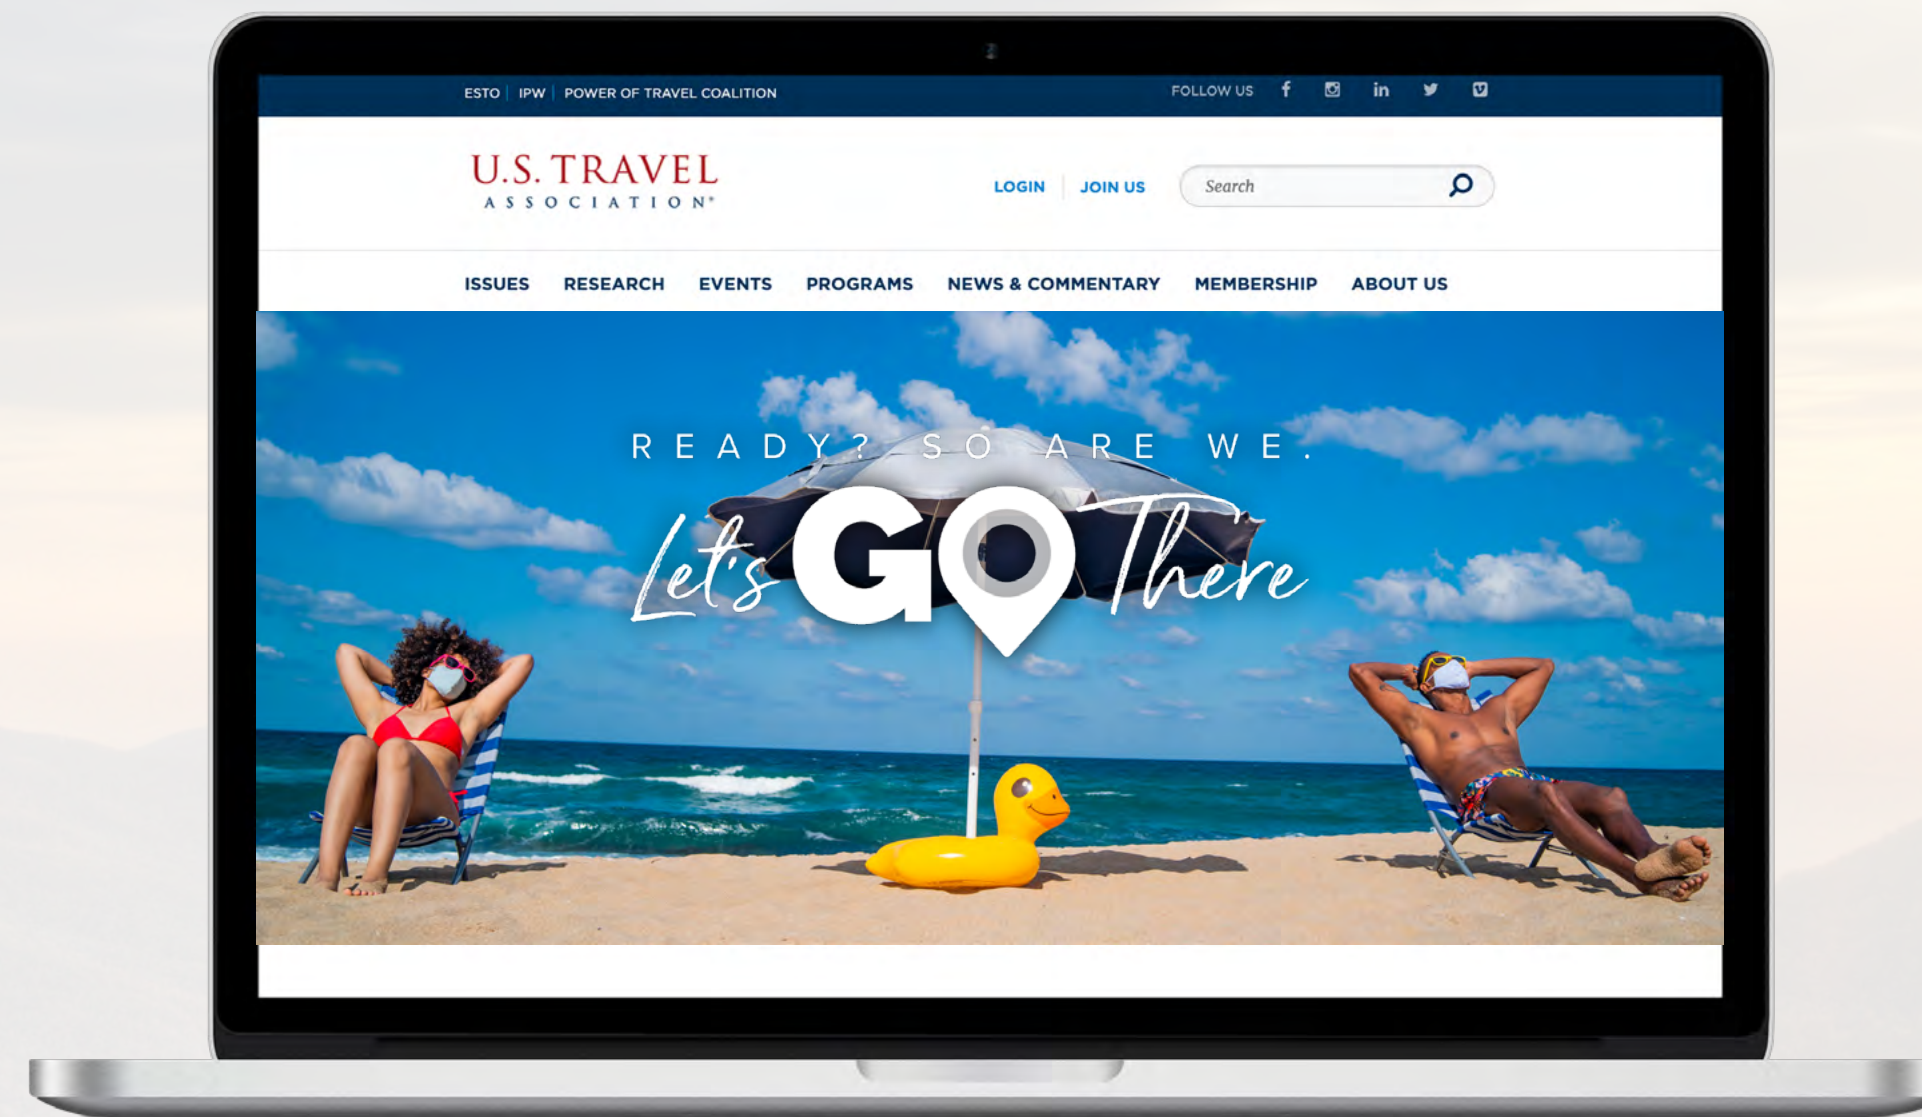 ESTO | IPW | POWER OF TRAVEL COALITION
FOLLOW US
U.S. TRAVEL
ASSOCIATION®
LOGIN | JOIN US
Search
ISSUES RESEARCH EVENTS PROGRAMS NEWS & COMMENTARY MEMBERSHIP ABOUT US
READY? SO ARE WE.
Let's GO There